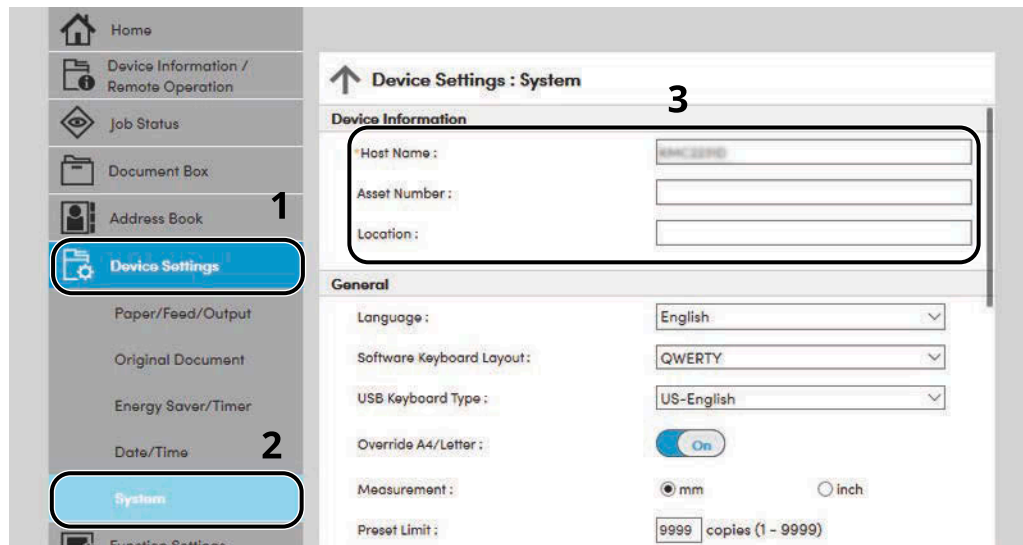 Home
Device Information /
Remote Operation
Job Status
Document Box
Address Book
1
Device Settings
Paper/Feed/Output
Original Document
Energy Saver/Timer
Date/Time
2
System
Function Settings
Device Settings : System
3
Device Information
*Host Name :
Asset Number :
Location :
General
Language : English
Software Keyboard Layout : QWERTY
USB Keyboard Type : US-English
Override A4/Letter : On
Measurement : mm inch
Preset Limit : 9999 copies (1 - 9999)